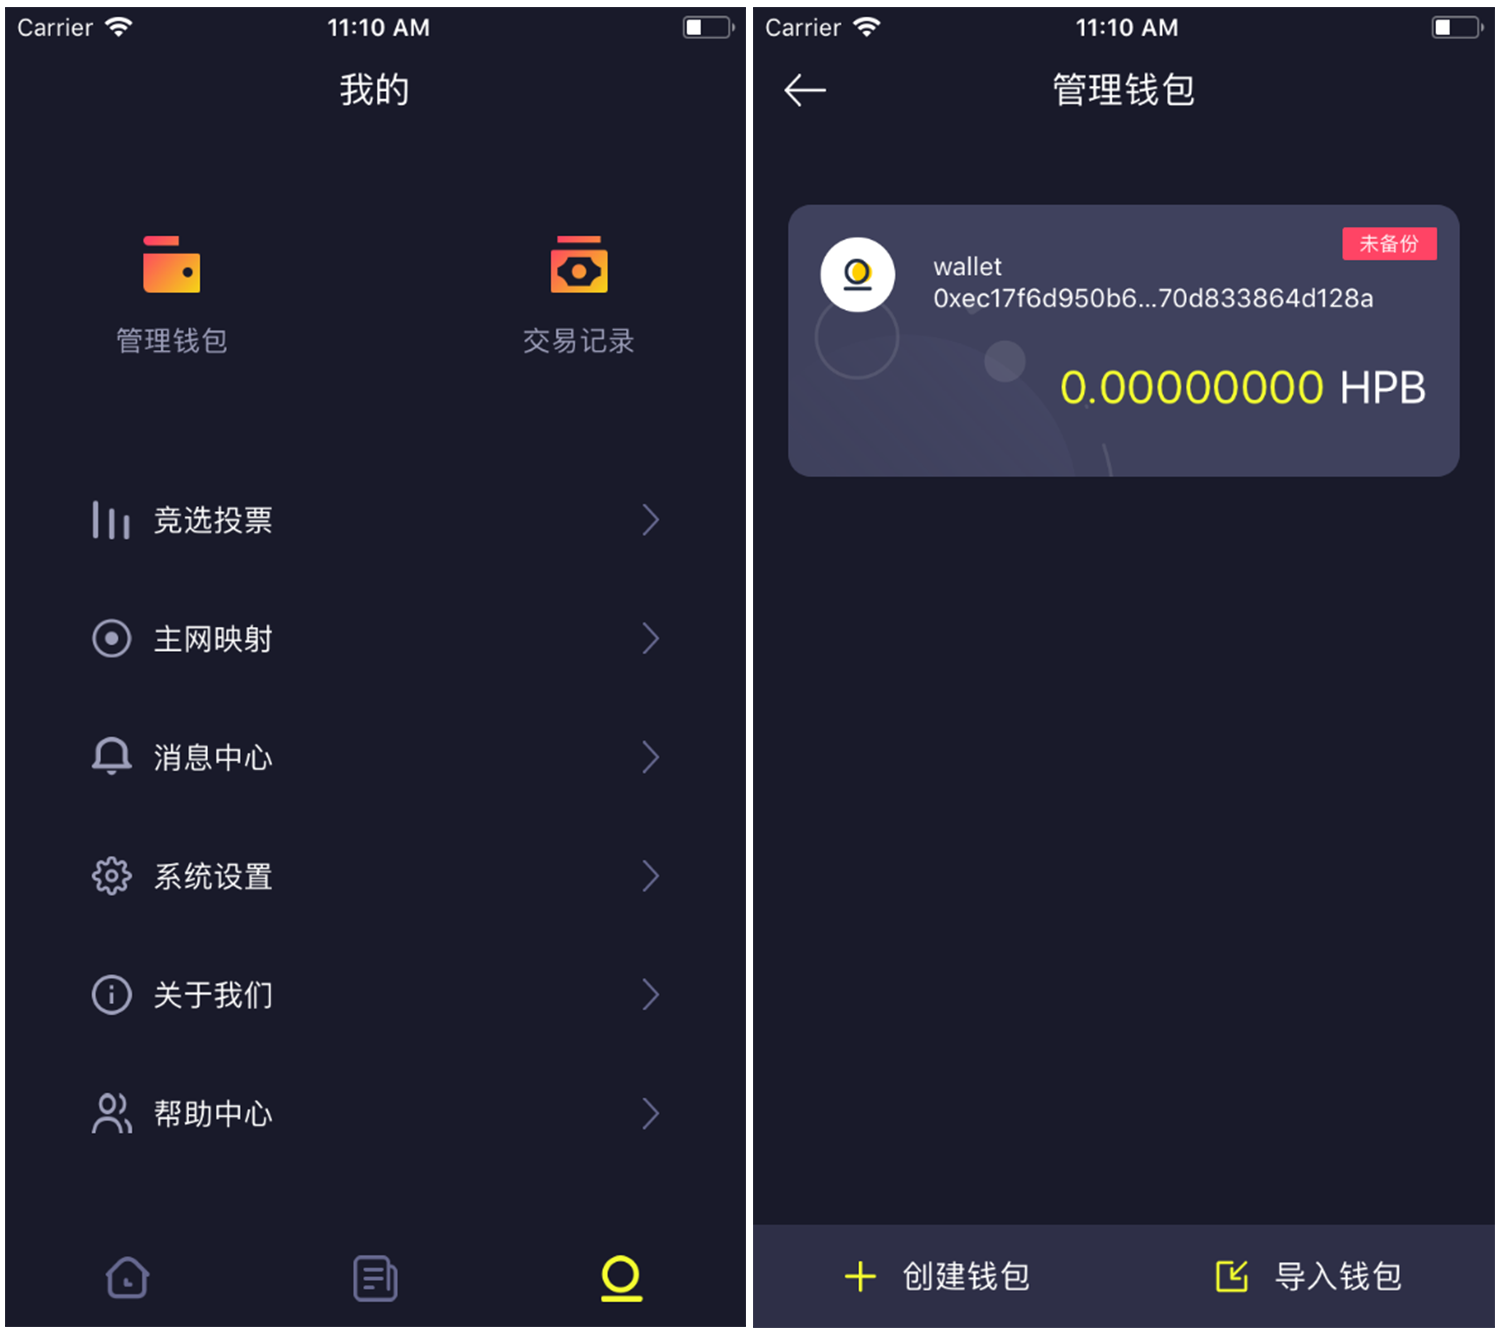 Carrier 11:10 AM
我的
管理钱包 交易记录
竞选投票
主网映射
消息中心
系统设置
关于我们
帮助中心
Carrier 11:10 AM
管理钱包
未备份
wallet
0xec17f6d950b6...70d833864d128a
0.00000000 HPB
创建钱包 导入钱包